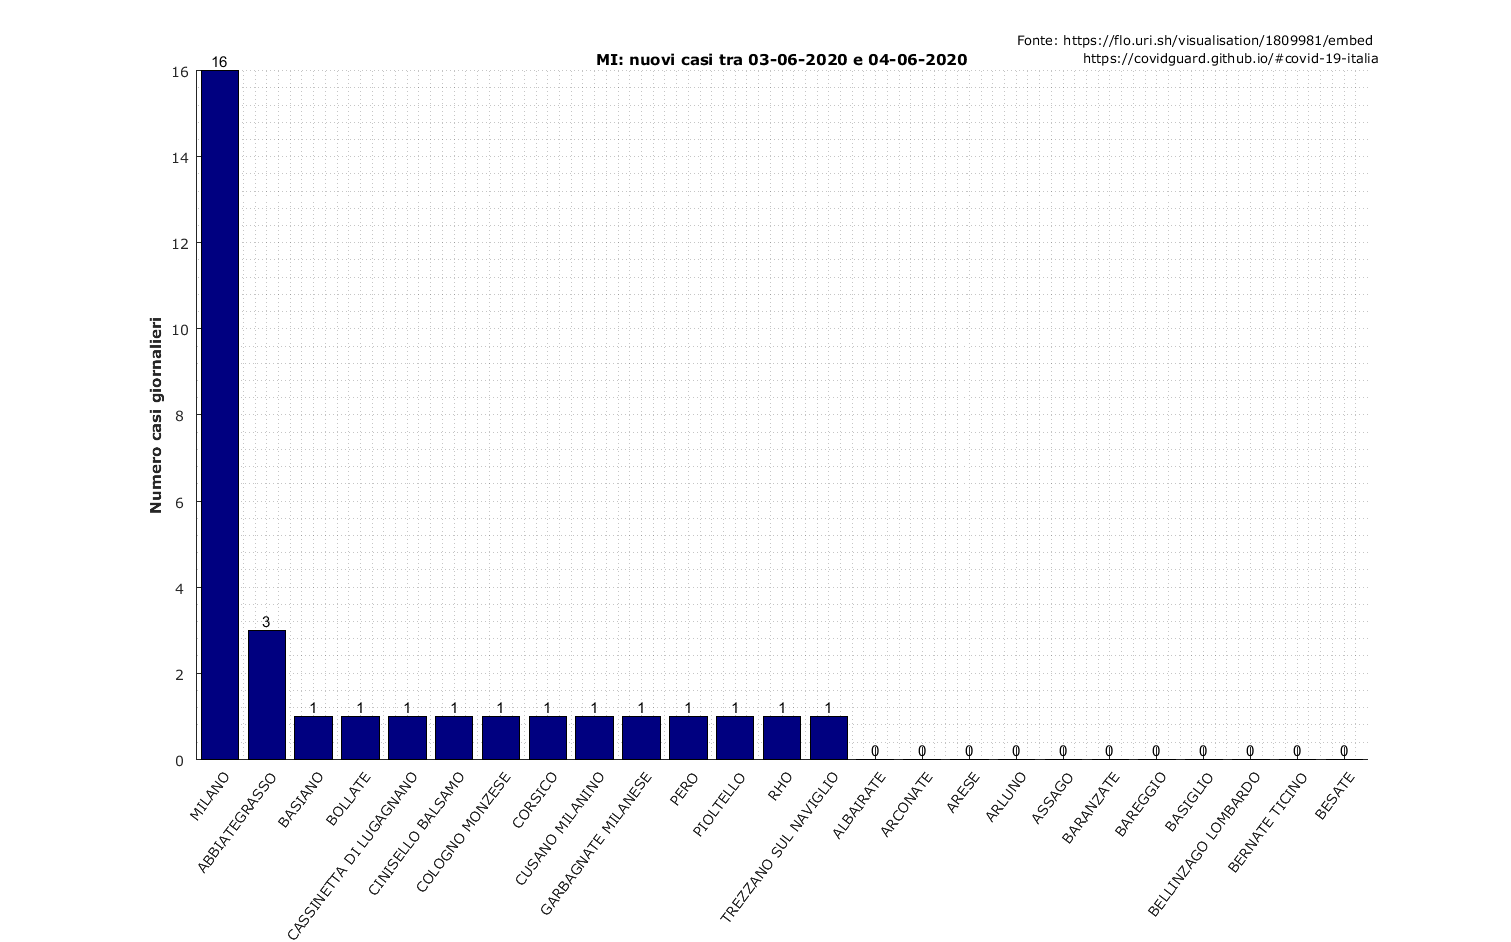 Fonte: https://flo.uri.sh/visualisation/1809981/embed
https://covidguard.github.io/#covid-19-italia
MI: nuovi casi tra 03-06-2020 e 04-06-2020
Numero casi giornalieri
16
14
12
10
8
6
4
2
0
16
3
1
1
1
1
1
1
1
1
1
1
1
1
0
0
0
0
0
0
0
0
0
0
0
MILANO
ABBIATEGRASSO
BASIANO
BOLLATE
CASSINETTA DI LUGAGNANO
CINISELLO BALSAMO
COLOGNO MONZESE
CORSICO
CUSANO MILANINO
GARBAGNATE MILANESE
PERO
PIOLTELLO
RHO
TREZZANO SUL NAVIGLIO
ALBAIRATE
ARCONATE
ARESE
ARLUNO
ASSAGO
BARANZATE
BAREGGIO
BASIGLIO
BELLINZAGO LOMBARDO
BERNATE TICINO
BESATE